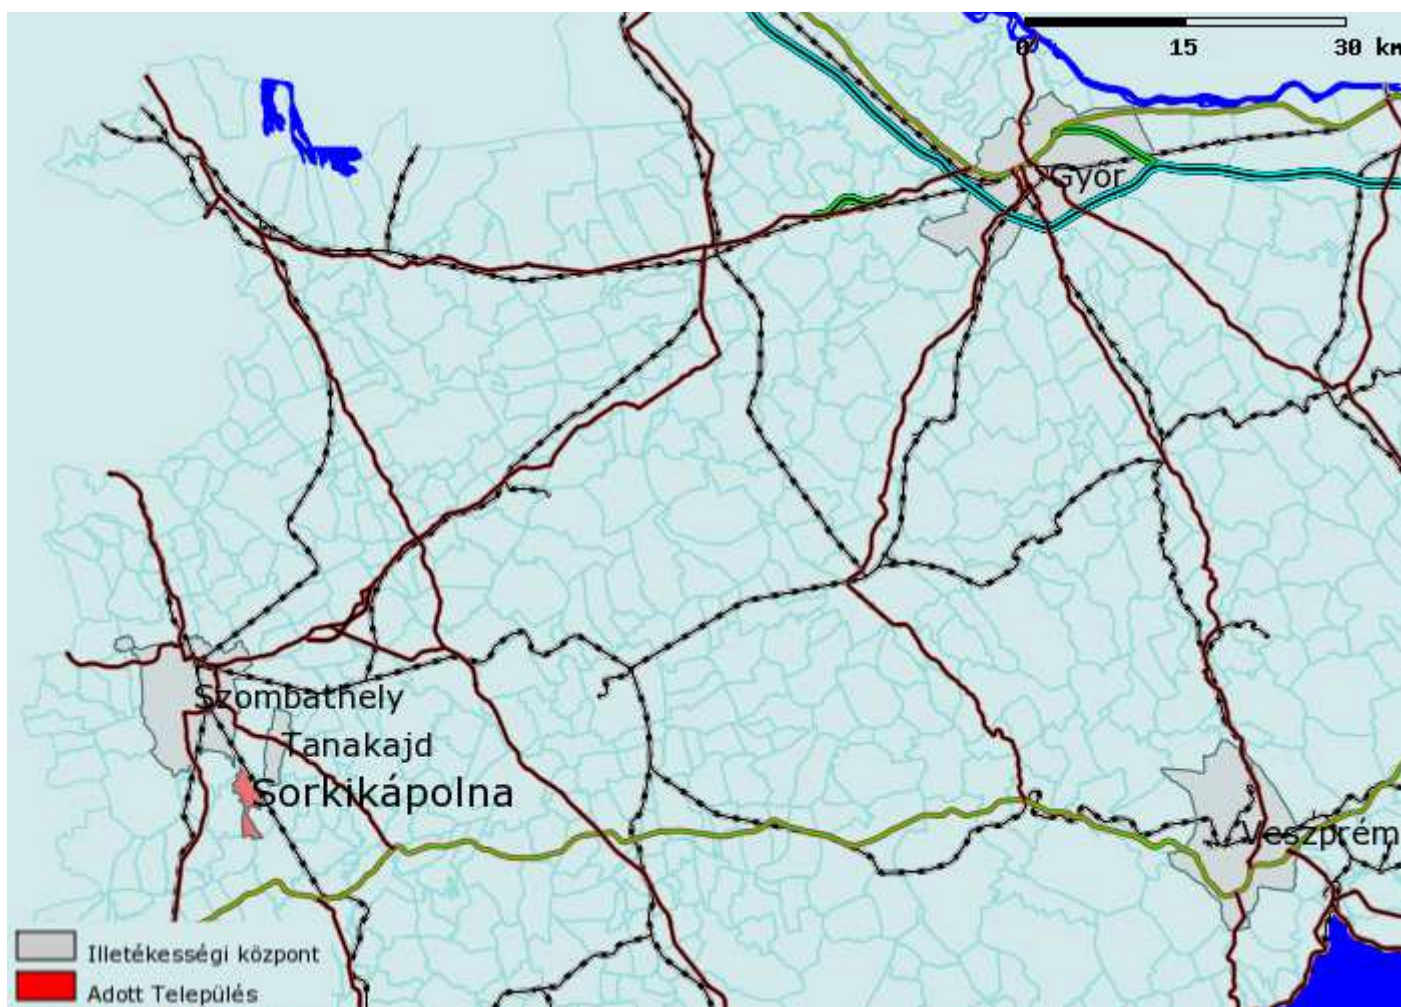 0 15 30 km
Győr
Szombathely
Tanakajd
Sorkikápolna
Veszprém
Illetékességi központ
Adott Település